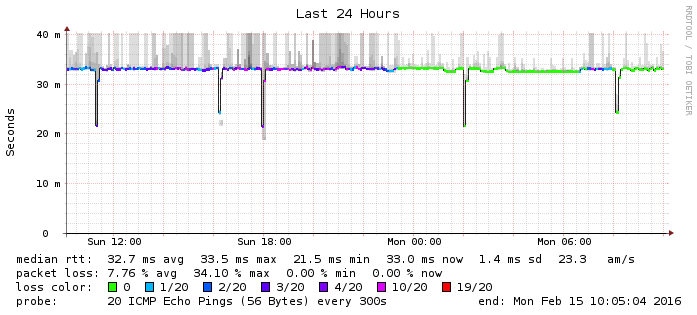 Last 24 Hours
RRDTOOL / TOBI OETIKER
Seconds
40 m
30 m
20 m
10 m
0
Sun 12:00 Sun 18:00 Mon 00:00 Mon 06:00
median rtt: 32.7 ms avg 33.5 ms max 21.5 ms min 33.0 ms now 1.4 ms sd 23.3 am/s
packet loss: 7.76 % avg 34.10 % max 0.00 % min 0.00 % now
loss color: 0 1/20 2/20 3/20 4/20 10/20 19/20
probe: 20 ICMP Echo Pings (56 Bytes) every 300s end: Mon Feb 15 10:05:04 2016